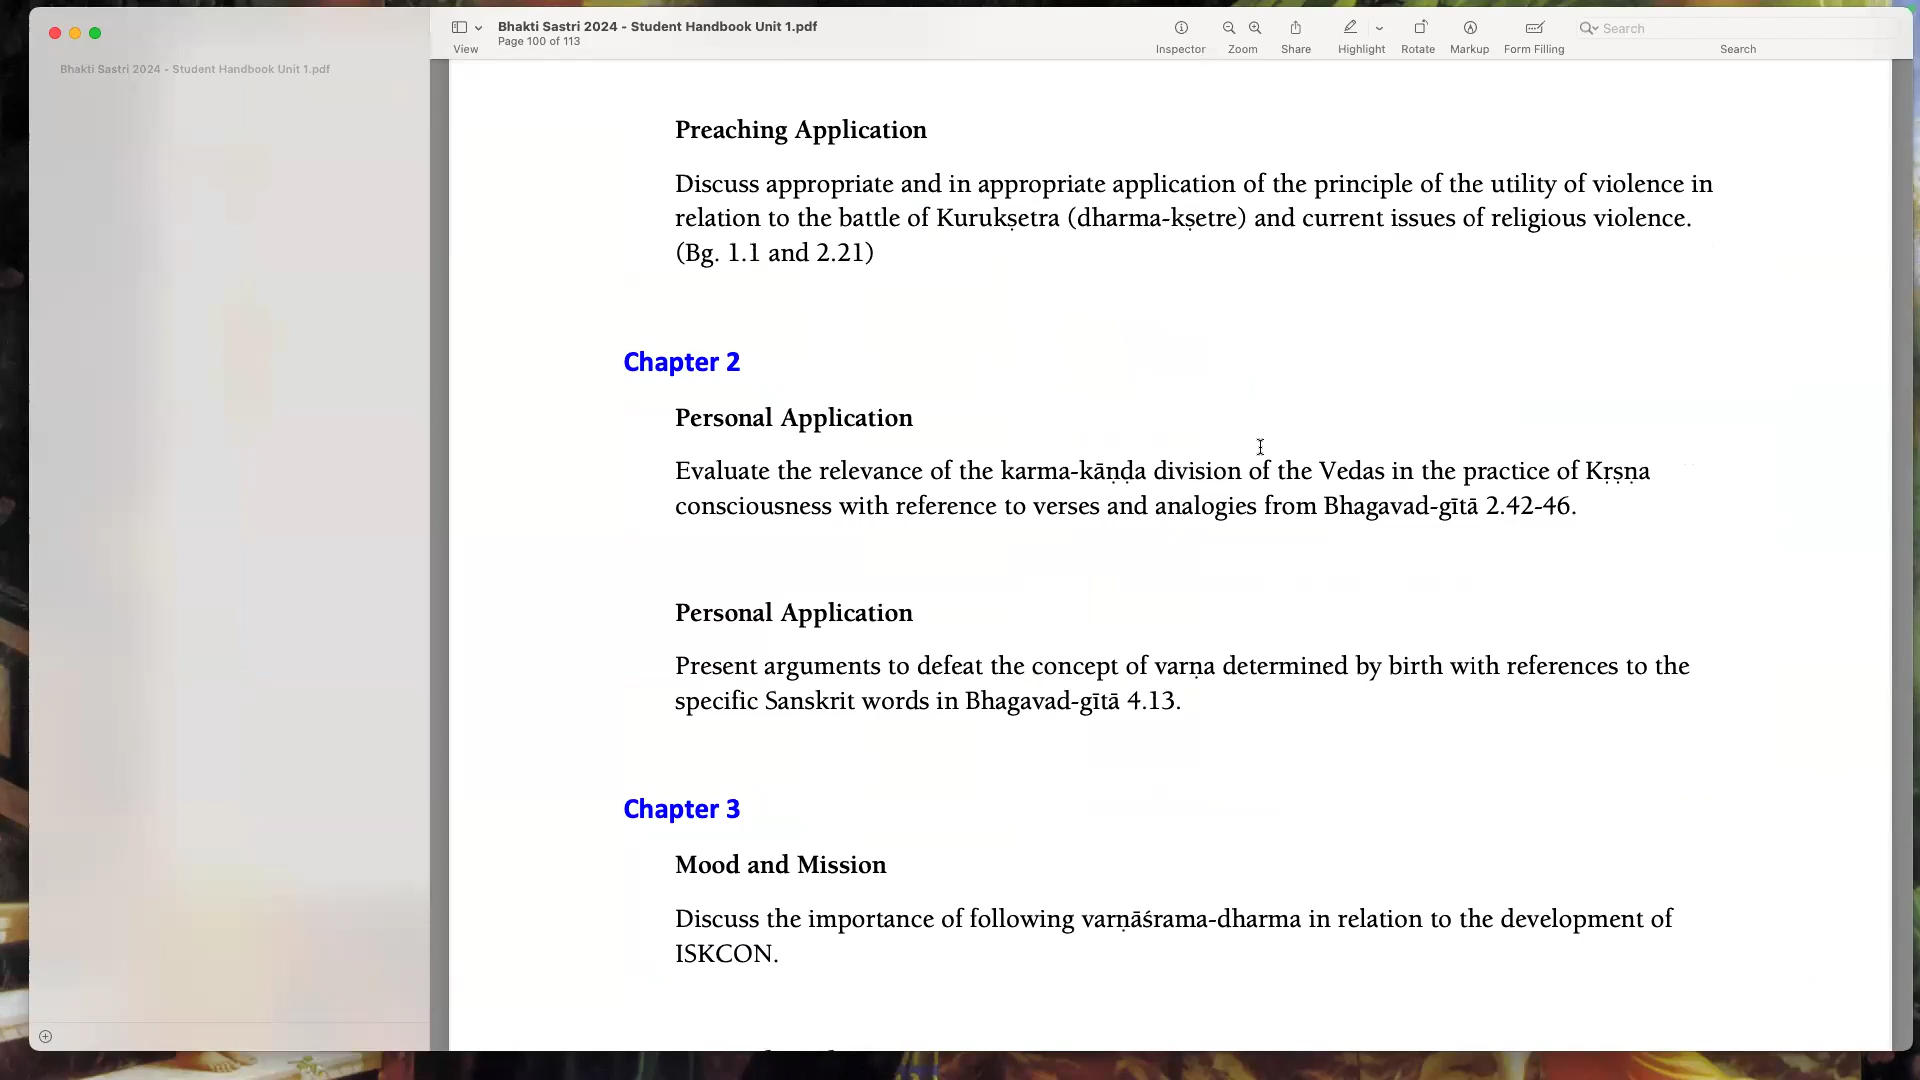 Bhakti Sastri 2024 - Student Handbook Unit 1.pdf
Page 100 of 113
View
Inspector
Zoom
Share
Highlight
Rotate
Markup
Form Filling
Search
Search
Bhakti Sastri 2024 - Student Handbook Unit 1.pdf
Preaching Application
Discuss appropriate and in appropriate application of the principle of the utility of violence in
relation to the battle of Kurukṣetra (dharma-kṣetre) and current issues of religious violence.
(Bg. 1.1 and 2.21)
Chapter 2
Personal Application
Evaluate the relevance of the karma-kāṇḍa division of the Vedas in the practice of Kṛṣṇa
consciousness with reference to verses and analogies from Bhagavad-gītā 2.42-46.
Personal Application
Present arguments to defeat the concept of varṇa determined by birth with references to the
specific Sanskrit words in Bhagavad-gītā 4.13.
Chapter 3
Mood and Mission
Discuss the importance of following varṇāśrama-dharma in relation to the development of
ISKCON.